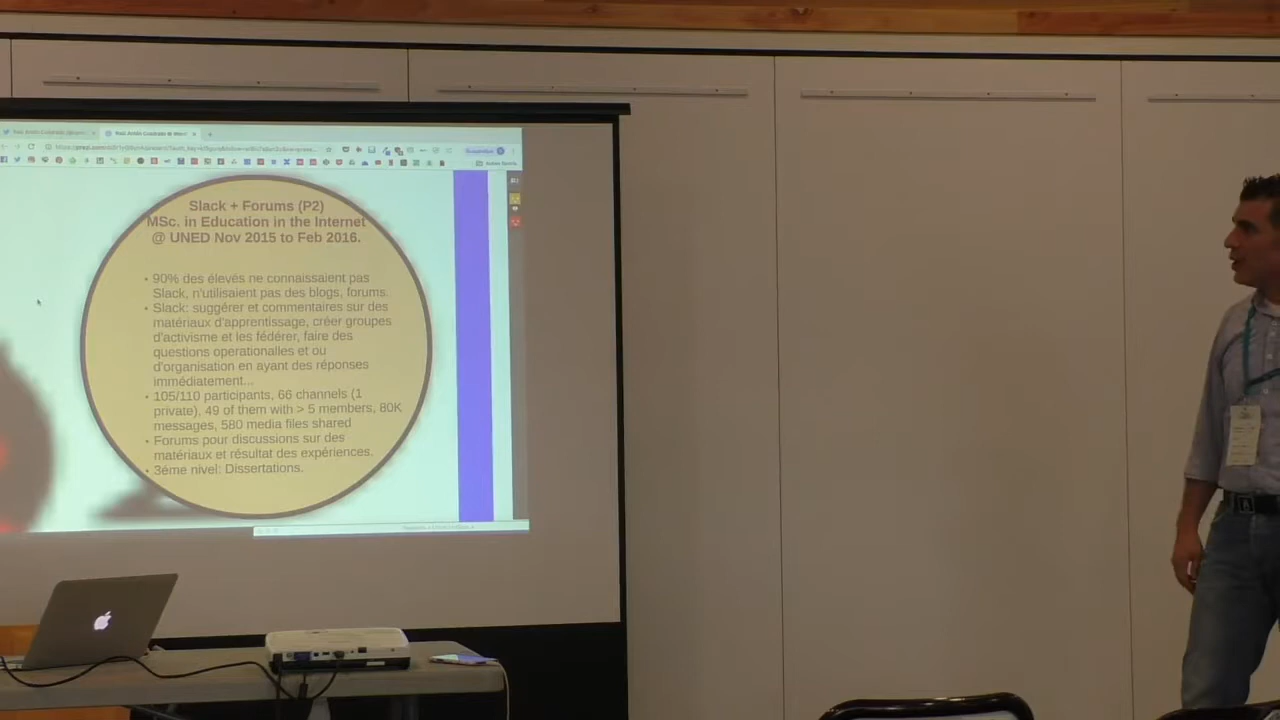 Slack + Forums (P2)
MSc. in Education in the Internet
@ UNED Nov 2015 to Feb 2016.
• 90% des élevés ne connaissaient pas
Slack, n'utilisaient pas des blogs, forums.
• Slack: suggérer et commentaires sur des
matériaux d'apprentissage, créer groupes
d'activisme et les fédérer, faire des
questions operationalles et ou
d'organisation en ayant des réponses
immédiatement...
• 105/110 participants, 66 channels (1
private), 49 of them with > 5 members, 80K
messages, 580 media files shared
• Forums pour discussions sur des
matériaux et résultat des expériences.
• 3éme nivel: Dissertations.